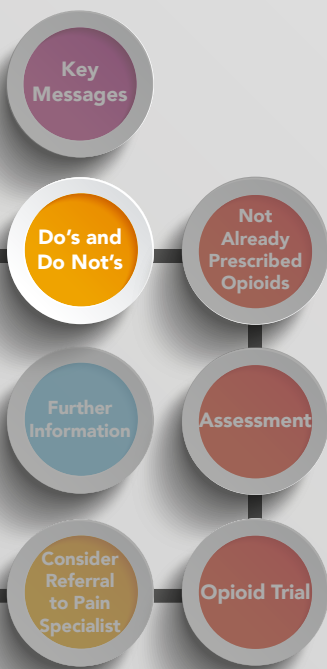 Key
Messages
Do's and
Do Not's
Not
Already
Prescribed
Opioids
Further
Information
Assessment
Consider
Referral
to Pain
Specialist
Opioid Trial